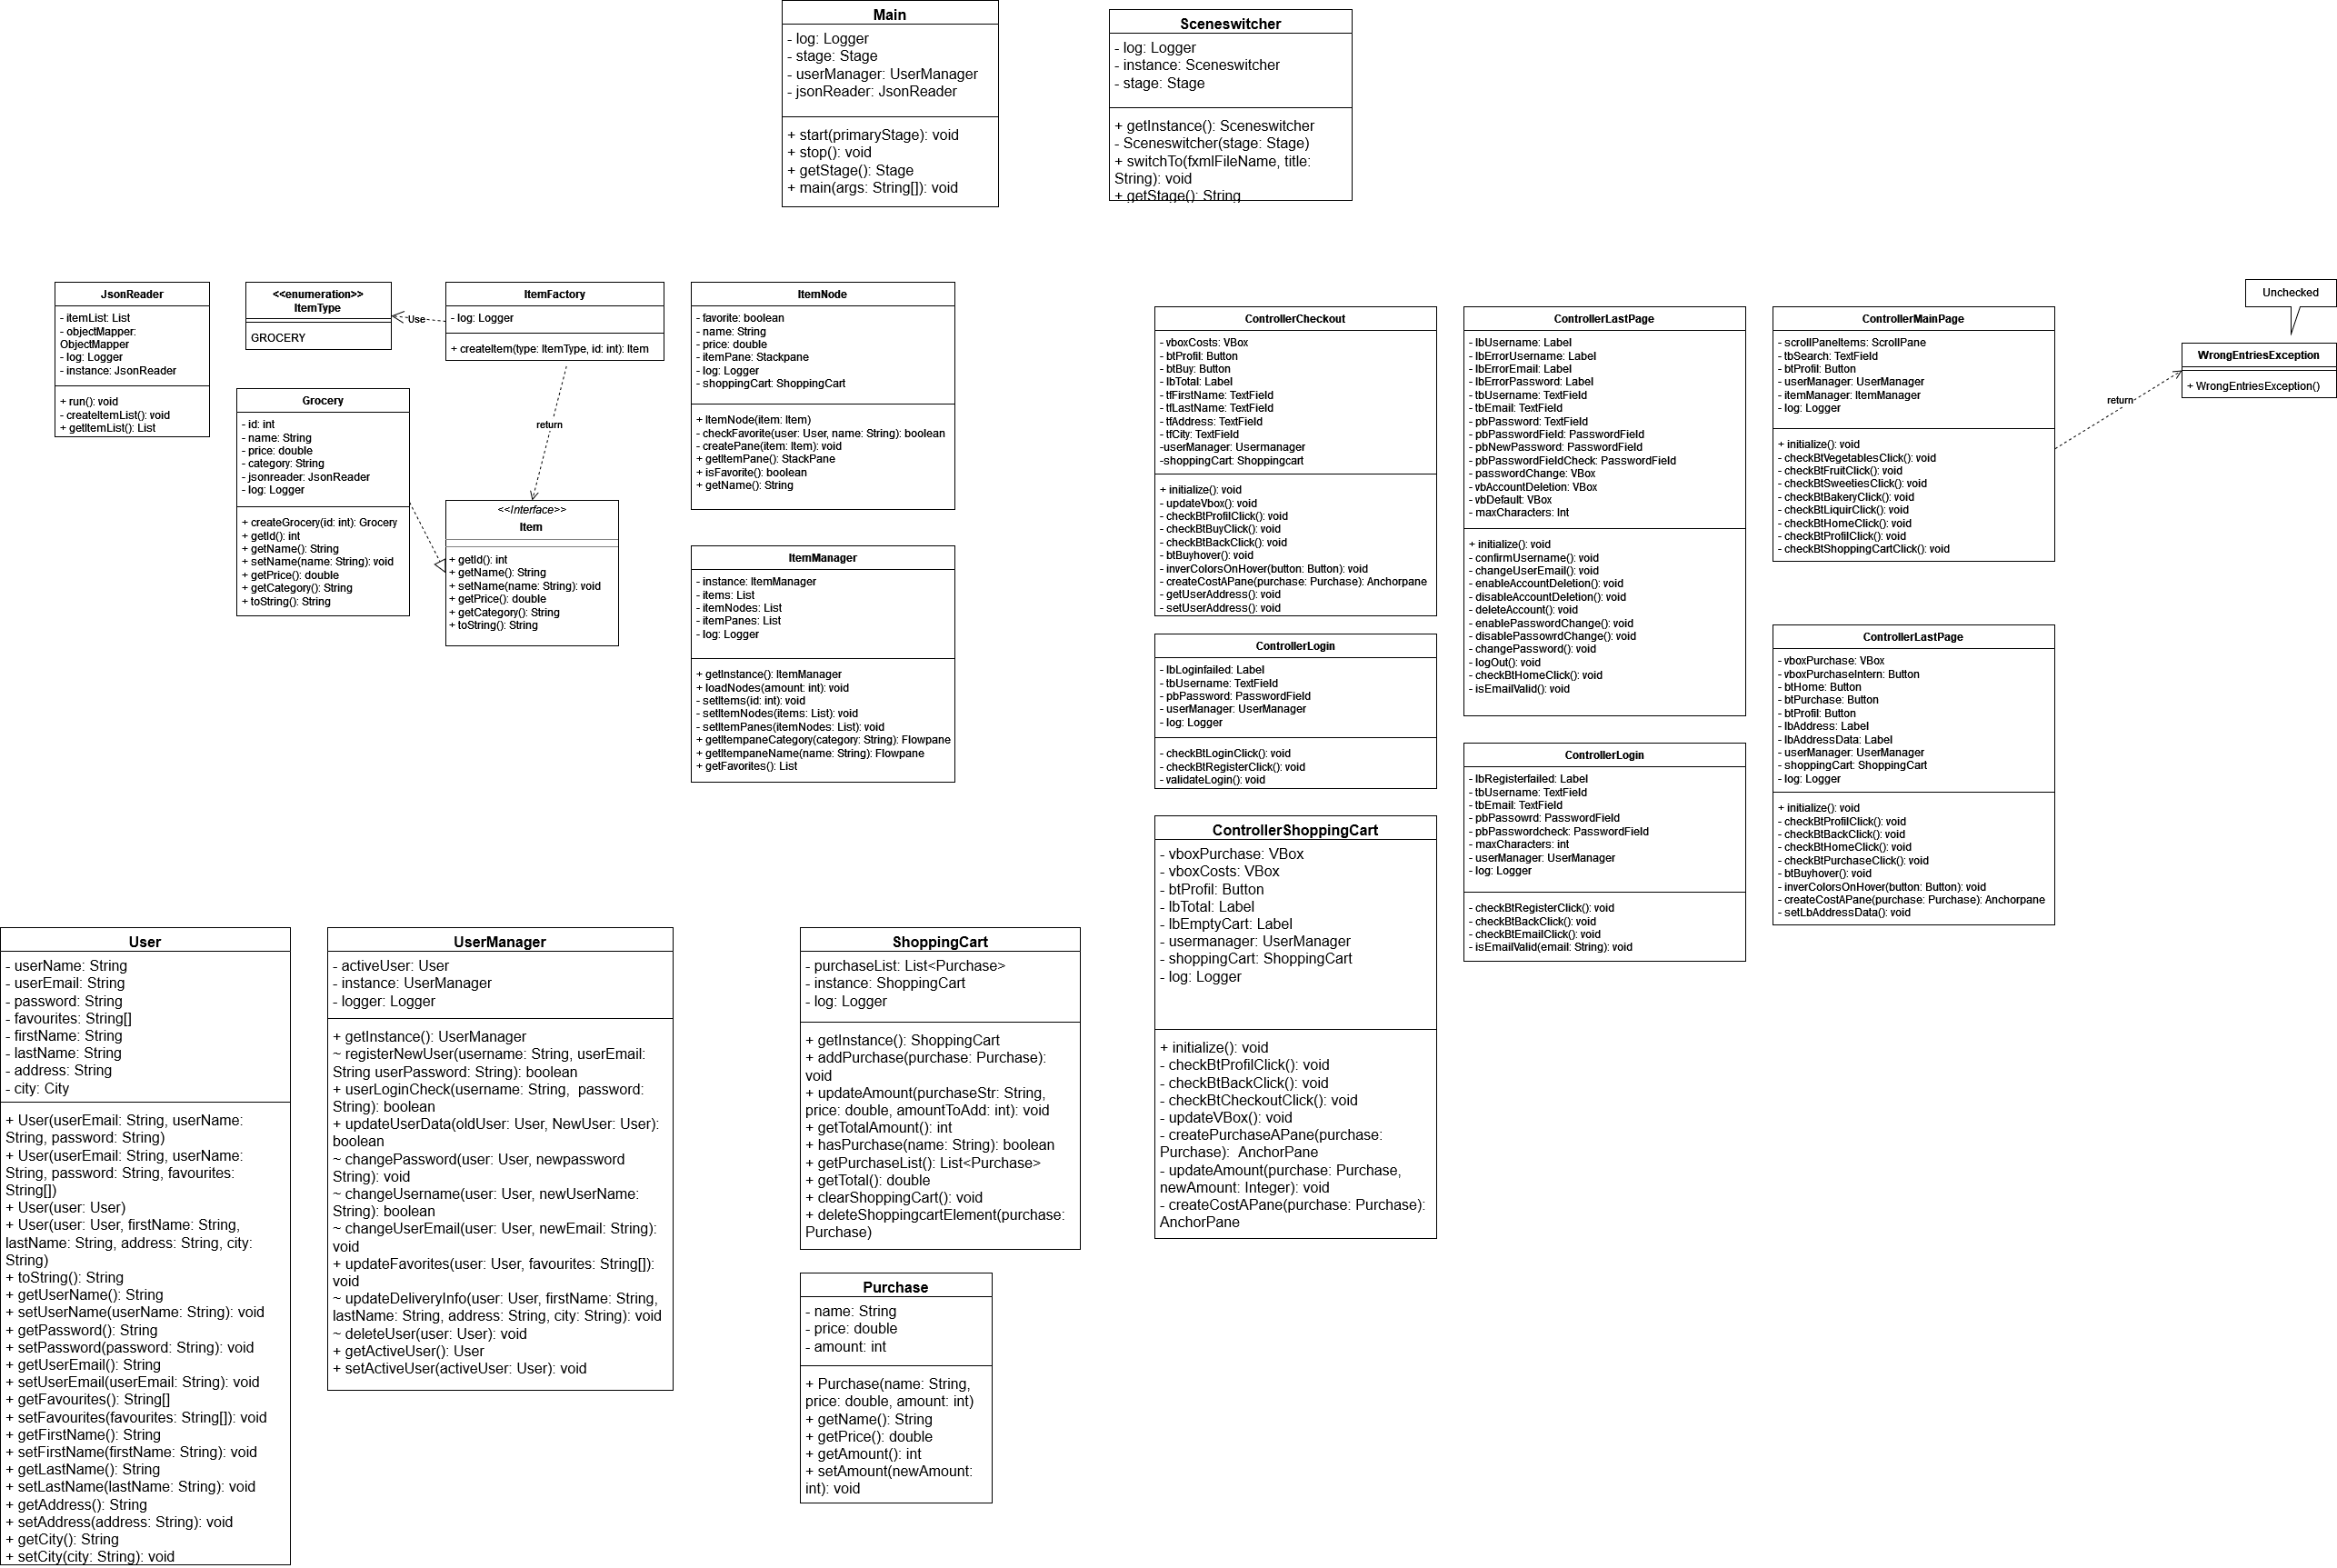 Main
- log: Logger
- stage: Stage
- userManager: UserManager
- jsonReader: JsonReader
+ start(primaryStage): void
+ stop(): void
+ getStage(): Stage
+ main(args: String[]): void
Sceneswitcher
- log: Logger
- instance: Sceneswitcher
- stage: Stage
+ getInstance(): Sceneswitcher
- Sceneswitcher(stage: Stage)
+ switchTo(fxmlFileName, title:
String): void
+ getStage(): String
JsonReader
- itemList: List
- objectMapper:
ObjectMapper
- log: Logger
- instance: JsonReader
+ run(): void
- createItemList(): void
+ getItemList(): List
<<enumeration>>
ItemType
GROCERY
Use
ItemFactory
- log: Logger
+ createItem(type: ItemType, id: int): Item
return
Grocery
- id: int
- name: String
- price: double
- category: String
- jsonreader: JsonReader
- log: Logger
+ createGrocery(id: int): Grocery
+ getId(): int
+ getName(): String
+ setName(name: String): void
+ getPrice(): double
+ getCategory(): String
+ toString(): String
<<Interface>>
Item
+ getId(): int
+ getName(): String
+ setName(name: String): void
+ getPrice(): double
+ getCategory(): String
+ toString(): String
ItemNode
- favorite: boolean
- name: String
- price: double
- itemPane: Stackpane
- log: Logger
- shoppingCart: ShoppingCart
+ ItemNode(item: Item)
- checkFavorite(user: User, name: String): boolean
- createPane(item: Item): void
+ getItemPane(): StackPane
+ isFavorite(): boolean
+ getName(): String
ItemManager
- instance: ItemManager
- items: List
- itemNodes: List
- itemPanes: List
- log: Logger
+ getInstance(): ItemManager
+ loadNodes(amount: int): void
- setItems(id: int): void
- setItemNodes(items: List): void
- setItemPanes(itemNodes: List): void
+ getItempaneCategory(category: String): Flowpane
+ getItempaneName(name: String): Flowpane
+ getFavorites(): List
ControllerCheckout
- vboxCosts: VBox
- btProfil: Button
- btBuy: Button
- lbTotal: Label
- tfFirstName: TextField
- tfLastName: TextField
- tfAddress: TextField
- tfCity: TextField
-userManager: Usermanager
-shoppingCart: Shoppingcart
+ initialize(): void
- updateVbox(): void
- checkBtProfilClick(): void
- checkBtBuyClick(): void
- checkBtBackClick(): void
- btBuyhover(): void
- inverColorsOnHover(button: Button): void
- createCostAPane(purchase: Purchase): Anchorpane
- getUserAddress(): void
- setUserAddress(): void
ControllerLogin
- lbLoginfailed: Label
- tbUsername: TextField
- pbPassword: PasswordField
- userManager: UserManager
- log: Logger
- checkBtLoginClick(): void
- checkBtRegisterClick(): void
- validateLogin(): void
ControllerShoppingCart
- vboxPurchase: VBox
- vboxCosts: VBox
- btProfil: Button
- lbTotal: Label
- lbEmptyCart: Label
- usermanager: UserManager
- shoppingCart: ShoppingCart
- log: Logger
+ initialize(): void
- checkBtProfilClick(): void
- checkBtBackClick(): void
- checkBtCheckoutClick(): void
- updateVBox(): void
- createPurchaseAPane(purchase:
Purchase): AnchorPane
- updateAmount(purchase: Purchase,
newAmount: Integer): void
- createCostAPane(purchase: Purchase):
AnchorPane
ControllerLastPage
- lbUsername: Label
- lbErrorUsername: Label
- lbErrorEmail: Label
- lbErrorPassword: Label
- tbUsername: TextField
- tbEmail: TextField
- pbPassword: TextField
- pbPasswordField: PasswordField
- pbNewPassword: PasswordField
- pbPasswordFieldCheck: PasswordField
- passwordChange: VBox
- vbAccountDeletion: VBox
- vbDefault: VBox
- maxCharacters: Int
+ initialize(): void
- confirmUsername(): void
- changeUserEmail(): void
- enableAccountDeletion(): void
- disableAccountDeletion(): void
- deleteAccount(): void
- enablePasswordChange(): void
- disablePassowrdChange(): void
- changePassword(): void
- logOut(): void
- checkBtHomeClick(): void
- isEmailValid(): void
ControllerLogin
- lbRegisterfailed: Label
- tbUsername: TextField
- tbEmail: TextField
- pbPassowrd: PasswordField
- pbPasswordcheck: PasswordField
- maxCharacters: int
- userManager: UserManager
- log: Logger
- checkBtRegisterClick(): void
- checkBtBackClick(): void
- checkBtEmailClick(): void
- isEmailValid(email: String): void
ControllerMainPage
- scrollPaneItems: ScrollPane
- tbSearch: TextField
- btProfil: Button
- userManager: UserManager
- itemManager: ItemManager
- log: Logger
+ initialize(): void
- checkBtVegetablesClick(): void
- checkBtFruitClick(): void
- checkBtSweetiesClick(): void
- checkBtBakeryClick(): void
- checkBtLiquirClick(): void
- checkBtHomeClick(): void
- checkBtProfilClick(): void
- checkBtShoppingCartClick(): void
return
Unchecked
WrongEntriesException
+ WrongEntriesException()
ControllerLastPage
- vboxPurchase: VBox
- vboxPurchaseIntern: Button
- btHome: Button
- btPurchase: Button
- btProfil: Button
- lbAddress: Label
- lbAddressData: Label
- userManager: UserManager
- shoppingCart: ShoppingCart
- log: Logger
+ initialize(): void
- checkBtProfilClick(): void
- checkBtBackClick(): void
- checkBtHomeClick(): void
- checkBtPurchaseClick(): void
- btBuyhover(): void
- inverColorsOnHover(button: Button): void
- createCostAPane(purchase: Purchase): Anchorpane
- setLbAddressData(): void
User
- userName: String
- userEmail: String
- password: String
- favourites: String[]
- firstName: String
- lastName: String
- address: String
- city: City
+ User(userEmail: String, userName:
String, password: String)
+ User(userEmail: String, userName:
String, password: String, favourites:
String[])
+ User(user: User)
+ User(user: User, firstName: String,
lastName: String, address: String, city:
String)
+ toString(): String
+ getUserName(): String
+ setUserName(userName: String): void
+ getPassword(): String
+ setPassword(password: String): void
+ getUserEmail(): String
+ setUserEmail(userEmail: String): void
+ getFavourites(): String[]
+ setFavourites(favourites: String[]): void
+ getFirstName(): String
+ setFirstName(firstName: String): void
+ getLastName(): String
+ setLastName(lastName: String): void
+ getAddress(): String
+ setAddress(address: String): void
+ getCity(): String
+ setCity(city: String): void
UserManager
- activeUser: User
- instance: UserManager
- logger: Logger
+ getInstance(): UserManager
~ registerNewUser(username: String, userEmail:
String userPassword: String): boolean
+ userLoginCheck(username: String, password:
String): boolean
+ updateUserData(oldUser: User, NewUser: User):
boolean
~ changePassword(user: User, newpassword
String): void
~ changeUsername(user: User, newUserName:
String): boolean
~ changeUserEmail(user: User, newEmail: String):
void
+ updateFavorites(user: User, favourites: String[]):
void
~ updateDeliveryInfo(user: User, firstName: String,
lastName: String, address: String, city: String): void
~ deleteUser(user: User): void
+ getActiveUser(): User
+ setActiveUser(activeUser: User): void
ShoppingCart
- purchaseList: List<Purchase>
- instance: ShoppingCart
- log: Logger
+ getInstance(): ShoppingCart
+ addPurchase(purchase: Purchase):
void
+ updateAmount(purchaseStr: String,
price: double, amountToAdd: int): void
+ getTotalAmount(): int
+ hasPurchase(name: String): boolean
+ getPurchaseList(): List<Purchase>
+ getTotal(): double
+ clearShoppingCart(): void
+ deleteShoppingcartElement(purchase:
Purchase)
Purchase
- name: String
- price: double
- amount: int
+ Purchase(name: String,
price: double, amount: int)
+ getName(): String
+ getPrice(): double
+ getAmount(): int
+ setAmount(newAmount:
int): void